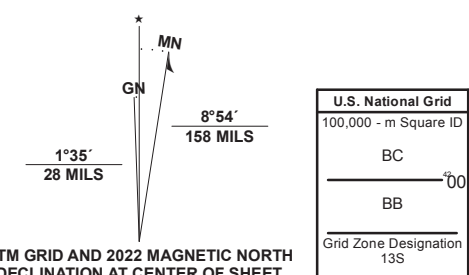 ★
MN
GN
8°54´
158 MILS
1°35´
28 MILS
TM GRID AND 2022 MAGNETIC NORTH
DECLINATION AT CENTER OF SHEET
U.S. National Grid
100,000 - m Square ID
BC
4200
BB
Grid Zone Designation
13S